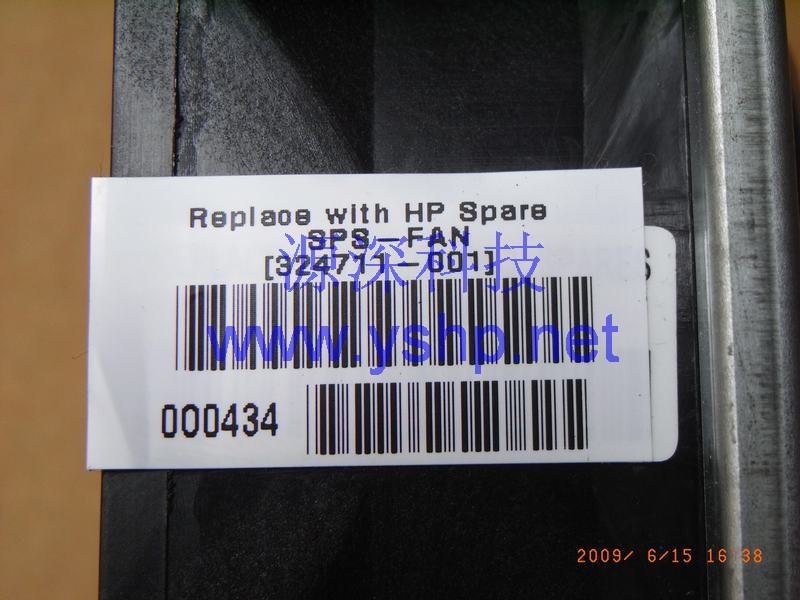 Replace with HP Spare
SPS-FAN
源深科技
[324711-001]
www.yshp.net
000434
S
2009/ 6/15 16:38